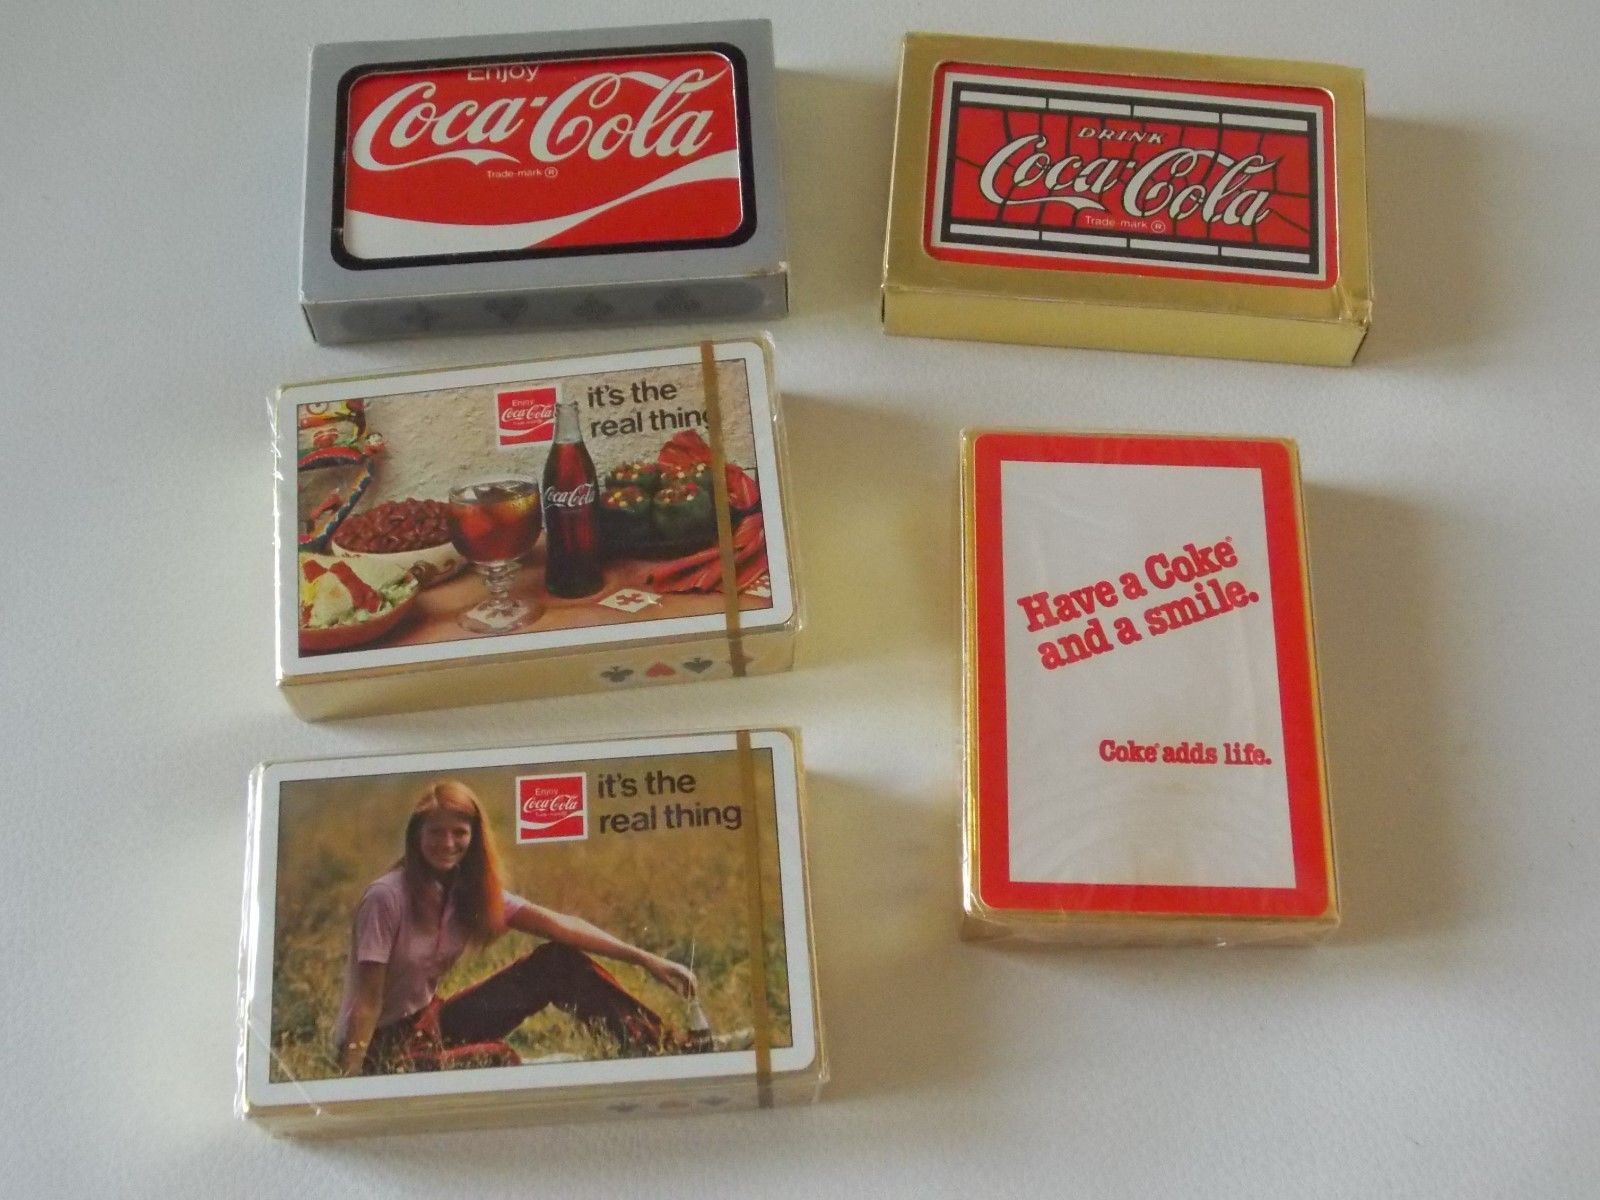 Enjoy
Coca-Cola
Trade-mark ®
DRINK
Coca-Cola
Trade-mark ®
Enjoy
Coca-Cola
it's the
real thing
Coca-Cola
Have a Coke®
and a smile.
Coke® adds life.
Enjoy
Coca-Cola
it's the
real thing